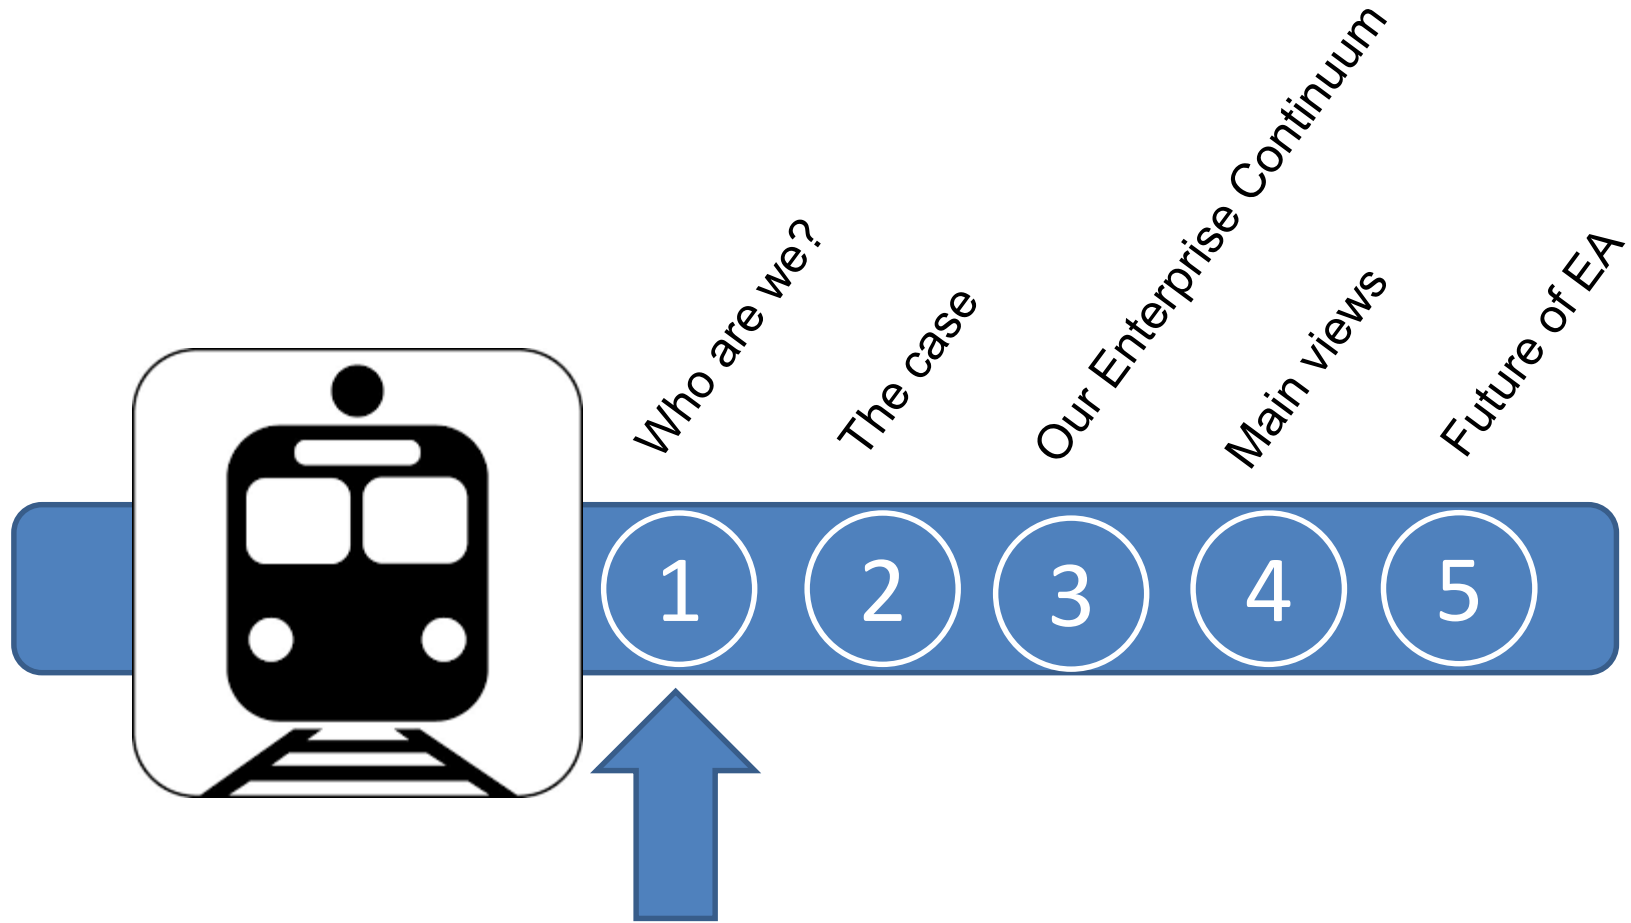 Who are we?
The case
Our Enterprise Continuum
Main views
Future of EA
1
2
3
4
5